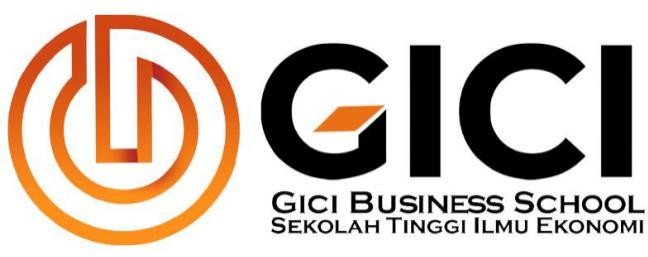 GICI
GICI BUSINESS SCHOOL
SEKOLAH TINGGI ILMU EKONOMI